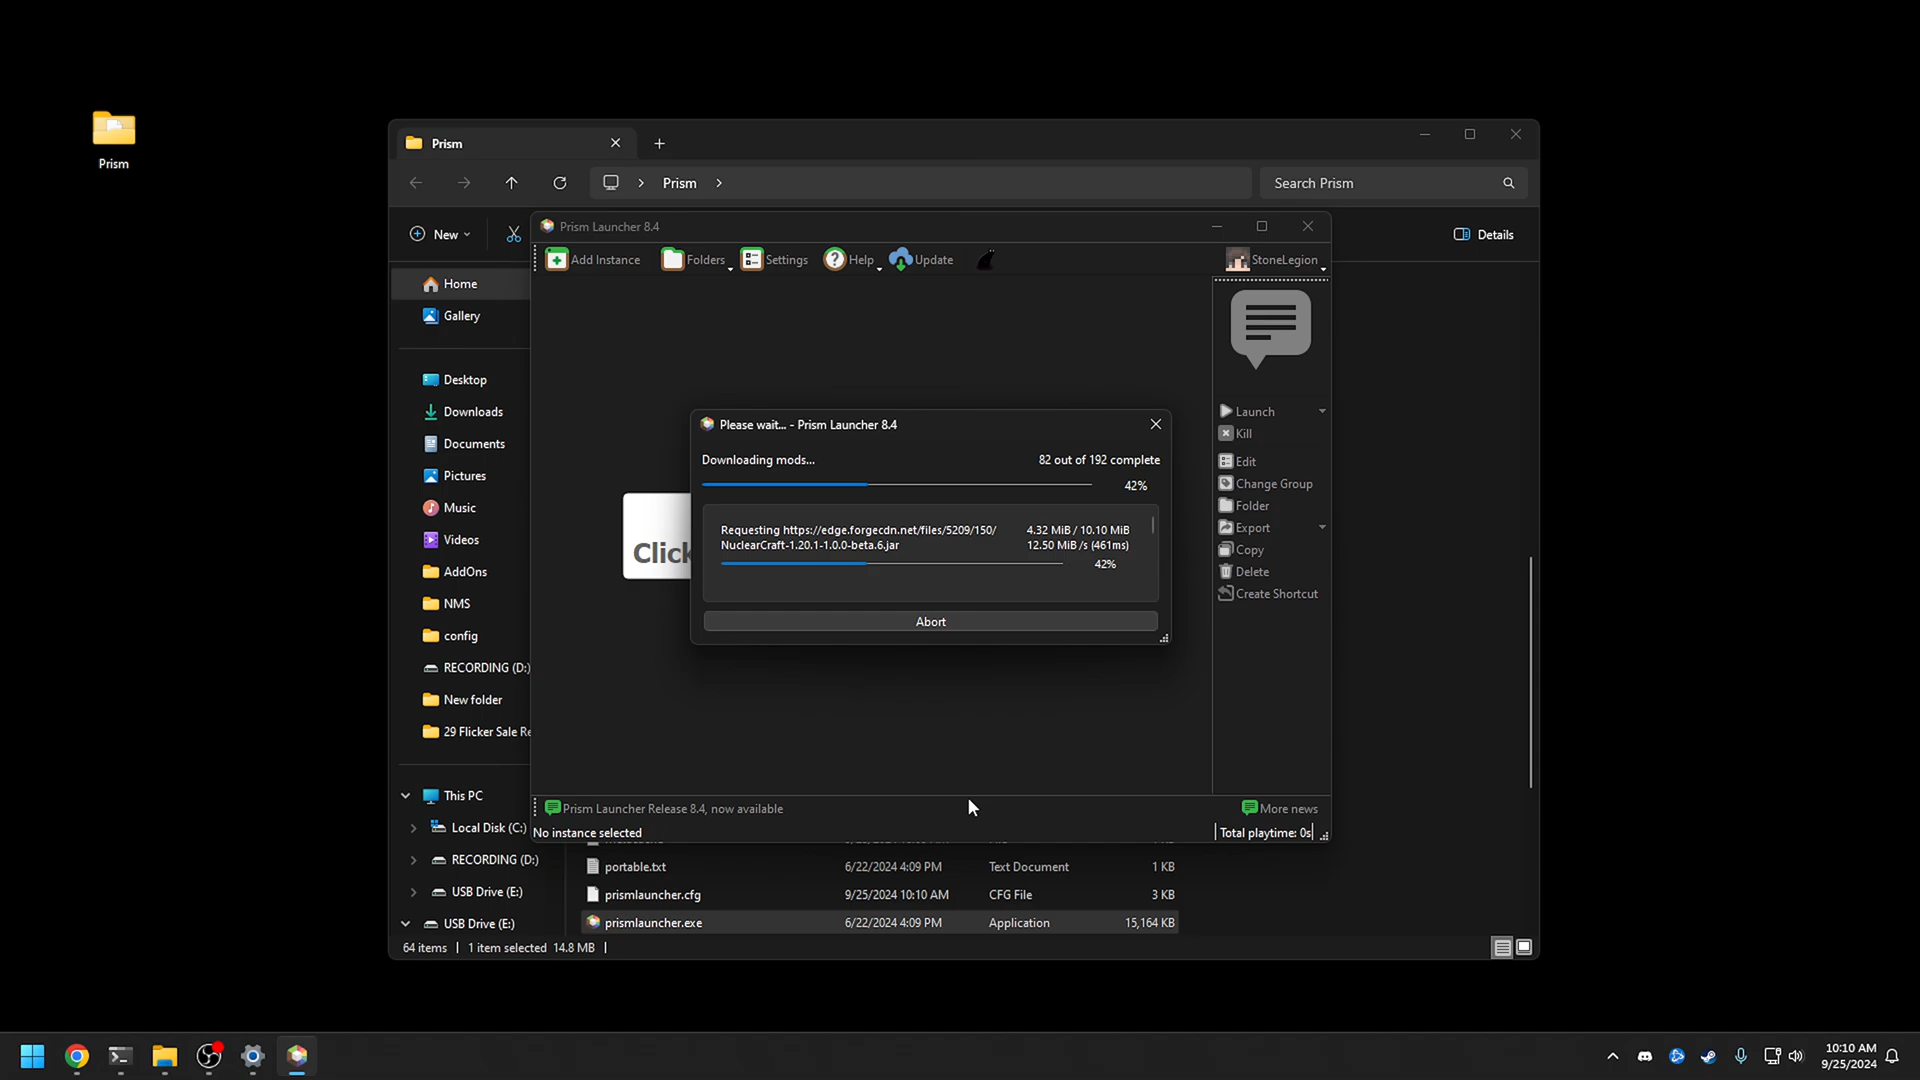 Prism
Prism
Prism
Search Prism
New
Details
Prism Launcher 8.4
Add Instance
Folders
Settings
Help
Update
StoneLegion
Home
Gallery
Desktop
Downloads
Documents
Pictures
Music
Videos
AddOns
NMS
config
RECORDING (D:)
New folder
29 Flicker Sale Re
This PC
Local Disk (C:)
RECORDING (D:)
USB Drive (E:)
USB Drive (E:)
Click
Please wait... - Prism Launcher 8.4
Downloading mods...
82 out of 192 complete
42%
Requesting https://edge.forgecdn.net/files/5209/150/
NuclearCraft-1.20.1-1.0.0-beta.6.jar
4.32 MiB / 10.10 MiB
12.50 MiB /s (461ms)
42%
Abort
Launch
Kill
Edit
Change Group
Folder
Export
Copy
Delete
Create Shortcut
Prism Launcher Release 8.4, now available
More news
No instance selected
Total playtime: 0s
portable.txt 6/22/2024 4:09 PM Text Document 1 KB
prismlauncher.cfg 9/25/2024 10:10 AM CFG File 3 KB
prismlauncher.exe 6/22/2024 4:09 PM Application 15,164 KB
64 items 1 item selected 14.8 MB
10:10 AM
9/25/2024